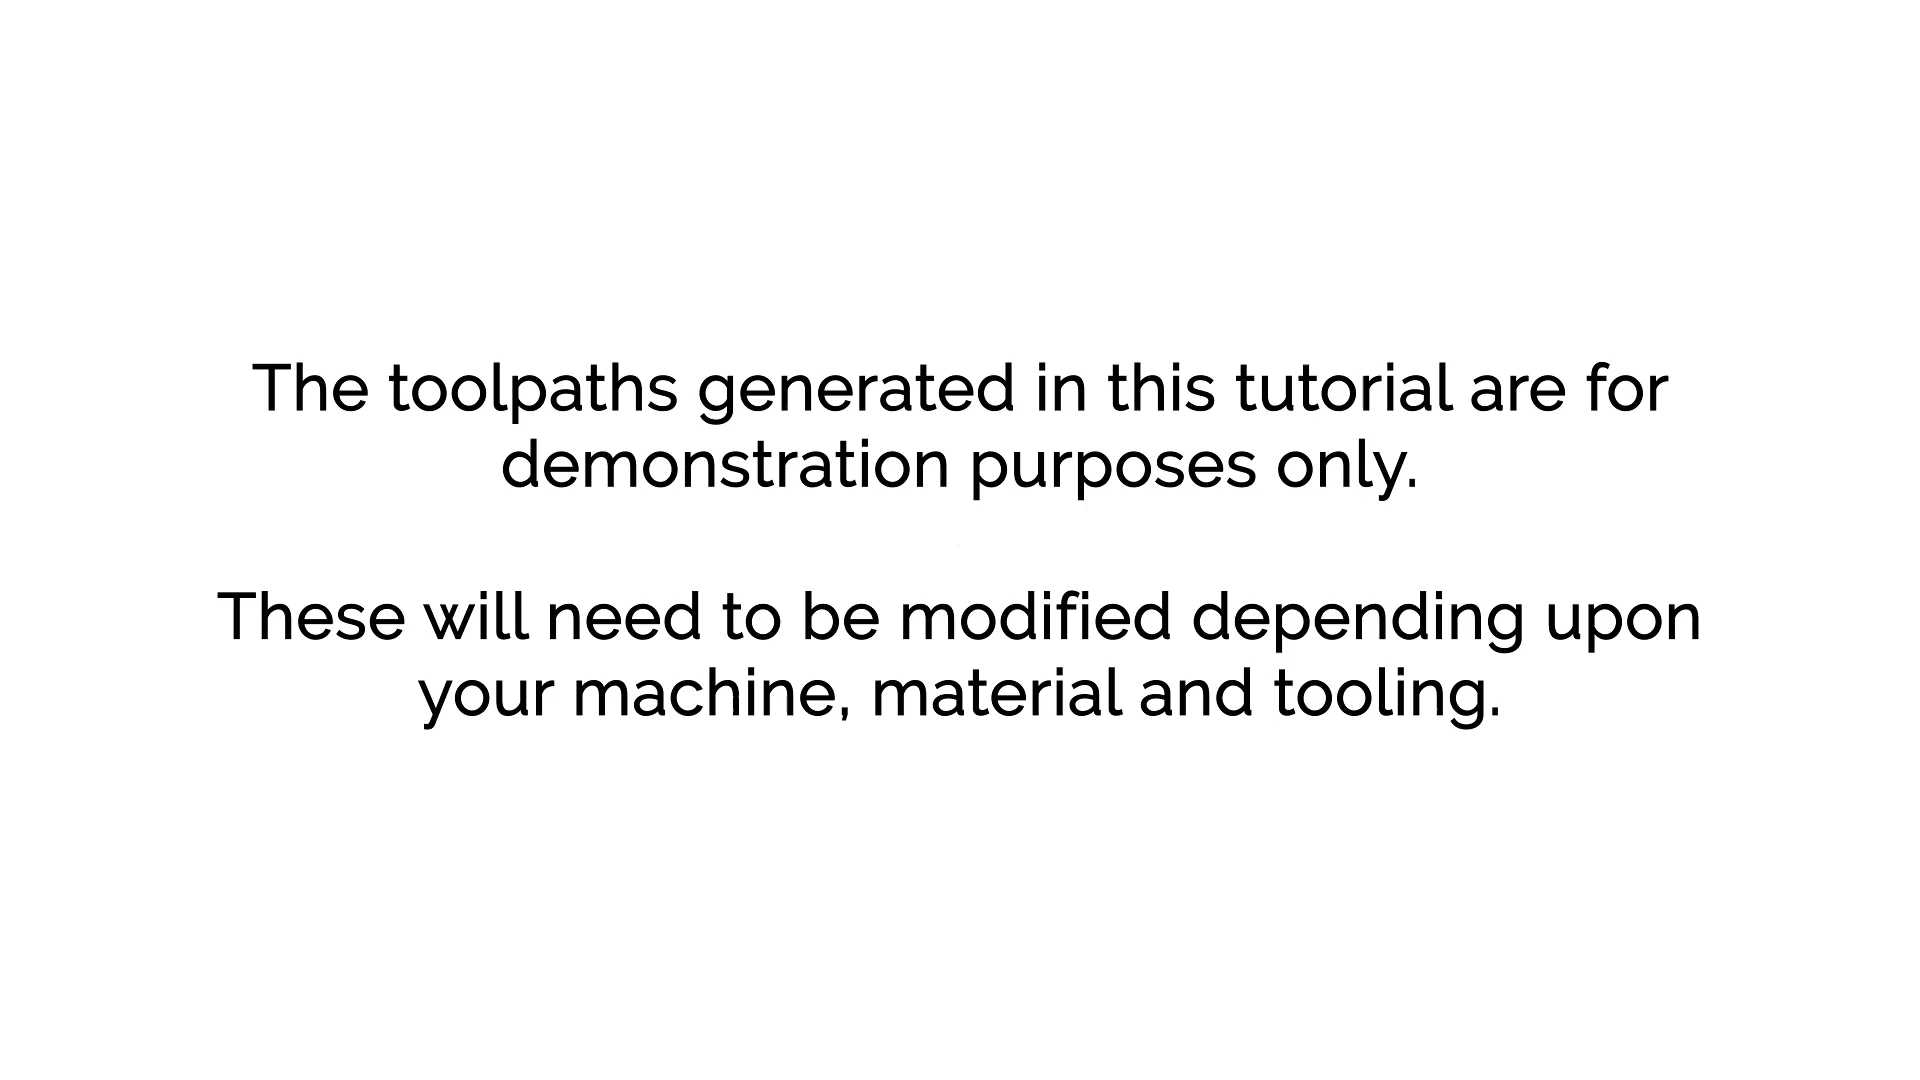 The toolpaths generated in this tutorial are for
demonstration purposes only.
These will need to be modified depending upon
your machine, material and tooling.